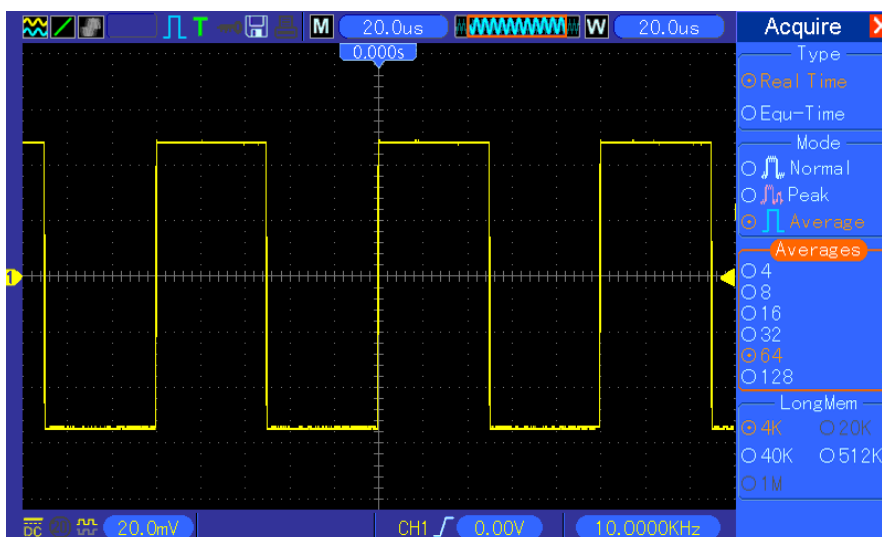 T M 20.0us W 20.0us
0.000s
Acquire
Type
Real Time
Equ-Time
Mode
Normal
Peak
Average
Averages
4
8
16
32
64
128
LongMem
4K 20K
40K 512K
1M
1
DC 20.0mV CH1 0.00V 10.0000KHz